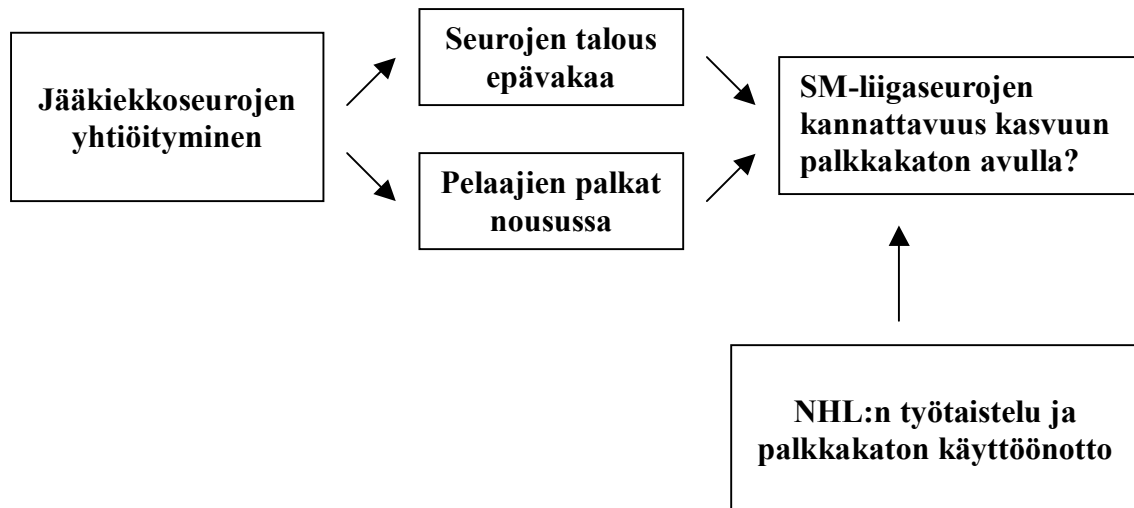 Jääkiekkoseurojen
yhtiöityminen
Seurojen talous
epävakaa
Pelaajien palkat
nousussa
SM-liigaseurojen
kannattavuus kasvuun
palkkakaton avulla?
NHL:n työtaistelu ja
palkkakaton käyttöönotto